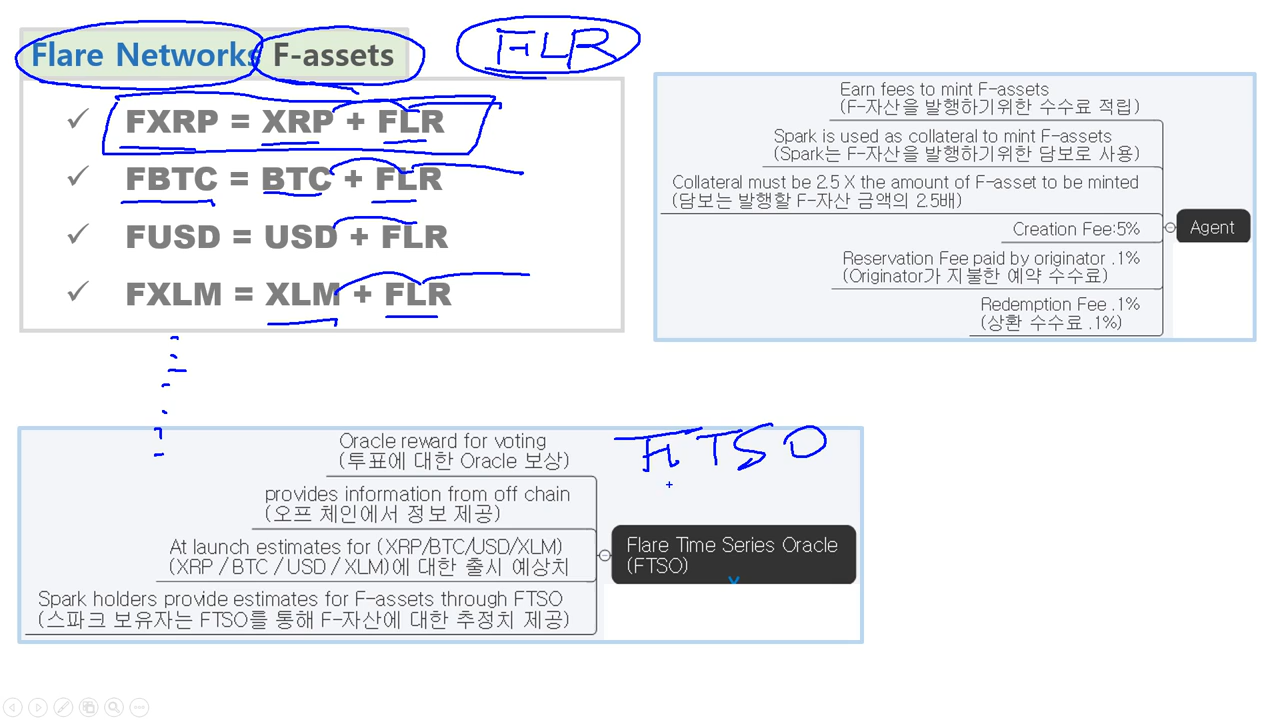 Flare Networks F-assets
FLR
FXRP = XRP + FLR
FBTC = BTC + FLR
FUSD = USD + FLR
FXLM = XLM + FLR
Earn fees to mint F-assets
(F-자산을 발행하기위한 수수료 적립)
Spark is used as collateral to mint F-assets
(Spark는 F-자산을 발행하기위한 담보로 사용)
Collateral must be 2.5 X the amount of F-asset to be minted
(담보는 발행할 F-자산 금액의 2.5배)
Creation Fee:5%
Reservation Fee paid by originator .1%
(Originator가 지불한 예약 수수료)
Redemption Fee .1%
(상환 수수료 .1%)
Agent
FTSO
Oracle reward for voting
(투표에 대한 Oracle 보상)
provides information from off chain
(오프 체인에서 정보 제공)
At launch estimates for (XRP/BTC/USD/XLM)
(XRP / BTC / USD / XLM)에 대한 출시 예상치
Spark holders provide estimates for F-assets through FTSO
(스파크 보유자는 FTSO를 통해 F-자산에 대한 추정치 제공)
Flare Time Series Oracle
(FTSO)